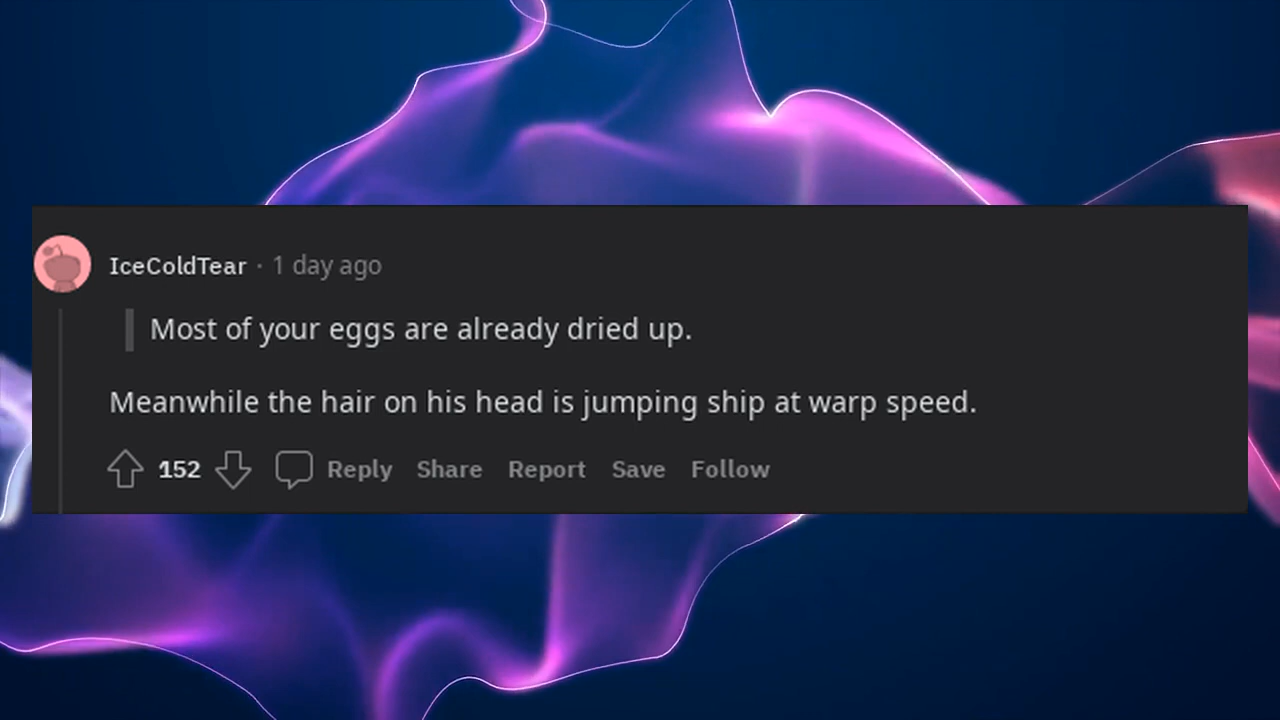 IceColdTear · 1 day ago
Most of your eggs are already dried up.
Meanwhile the hair on his head is jumping ship at warp speed.
152 Reply Share Report Save Follow